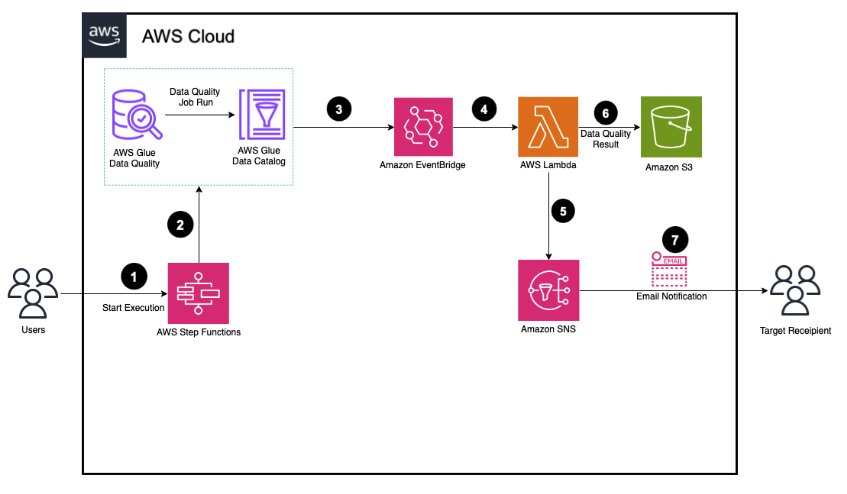 aws
AWS Cloud
Data Quality
Job Run
AWS Glue
Data Quality
AWS Glue
Data Catalog
3
Amazon EventBridge
4
AWS Lambda
6
Data Quality
Result
Amazon S3
2
5
1
Start Execution
Users
AWS Step Functions
Amazon SNS
7
EMAIL
Email Notification
Target Receipient